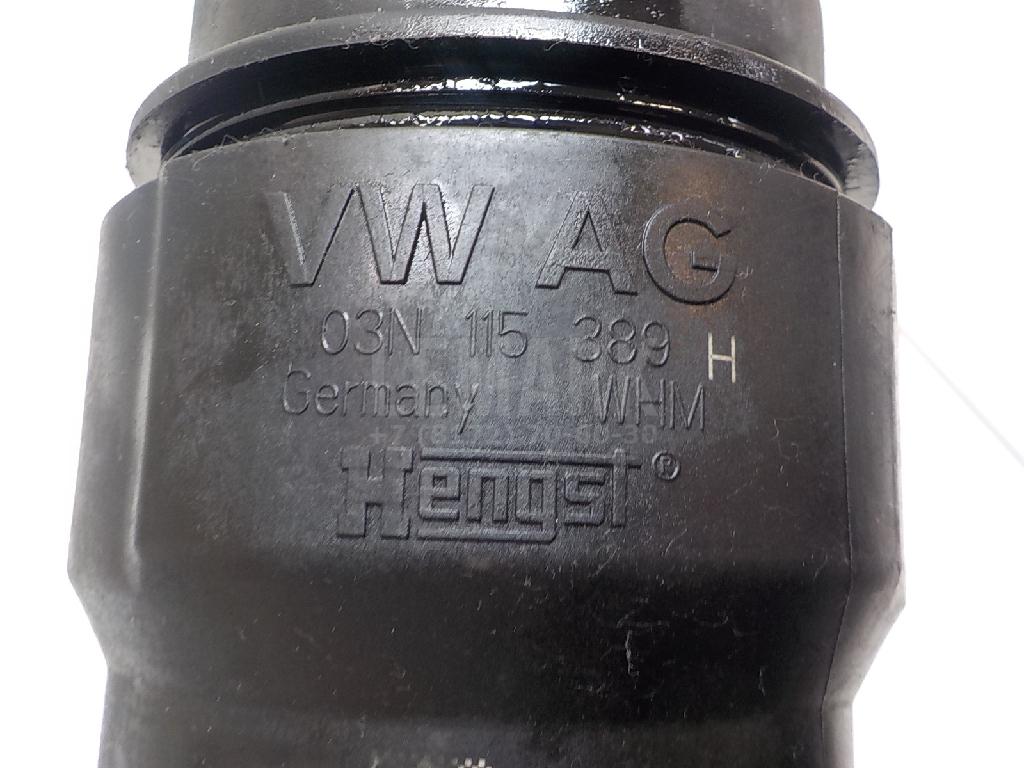 VW AG
03N 115 389 H
Germany WHM
Hengst®